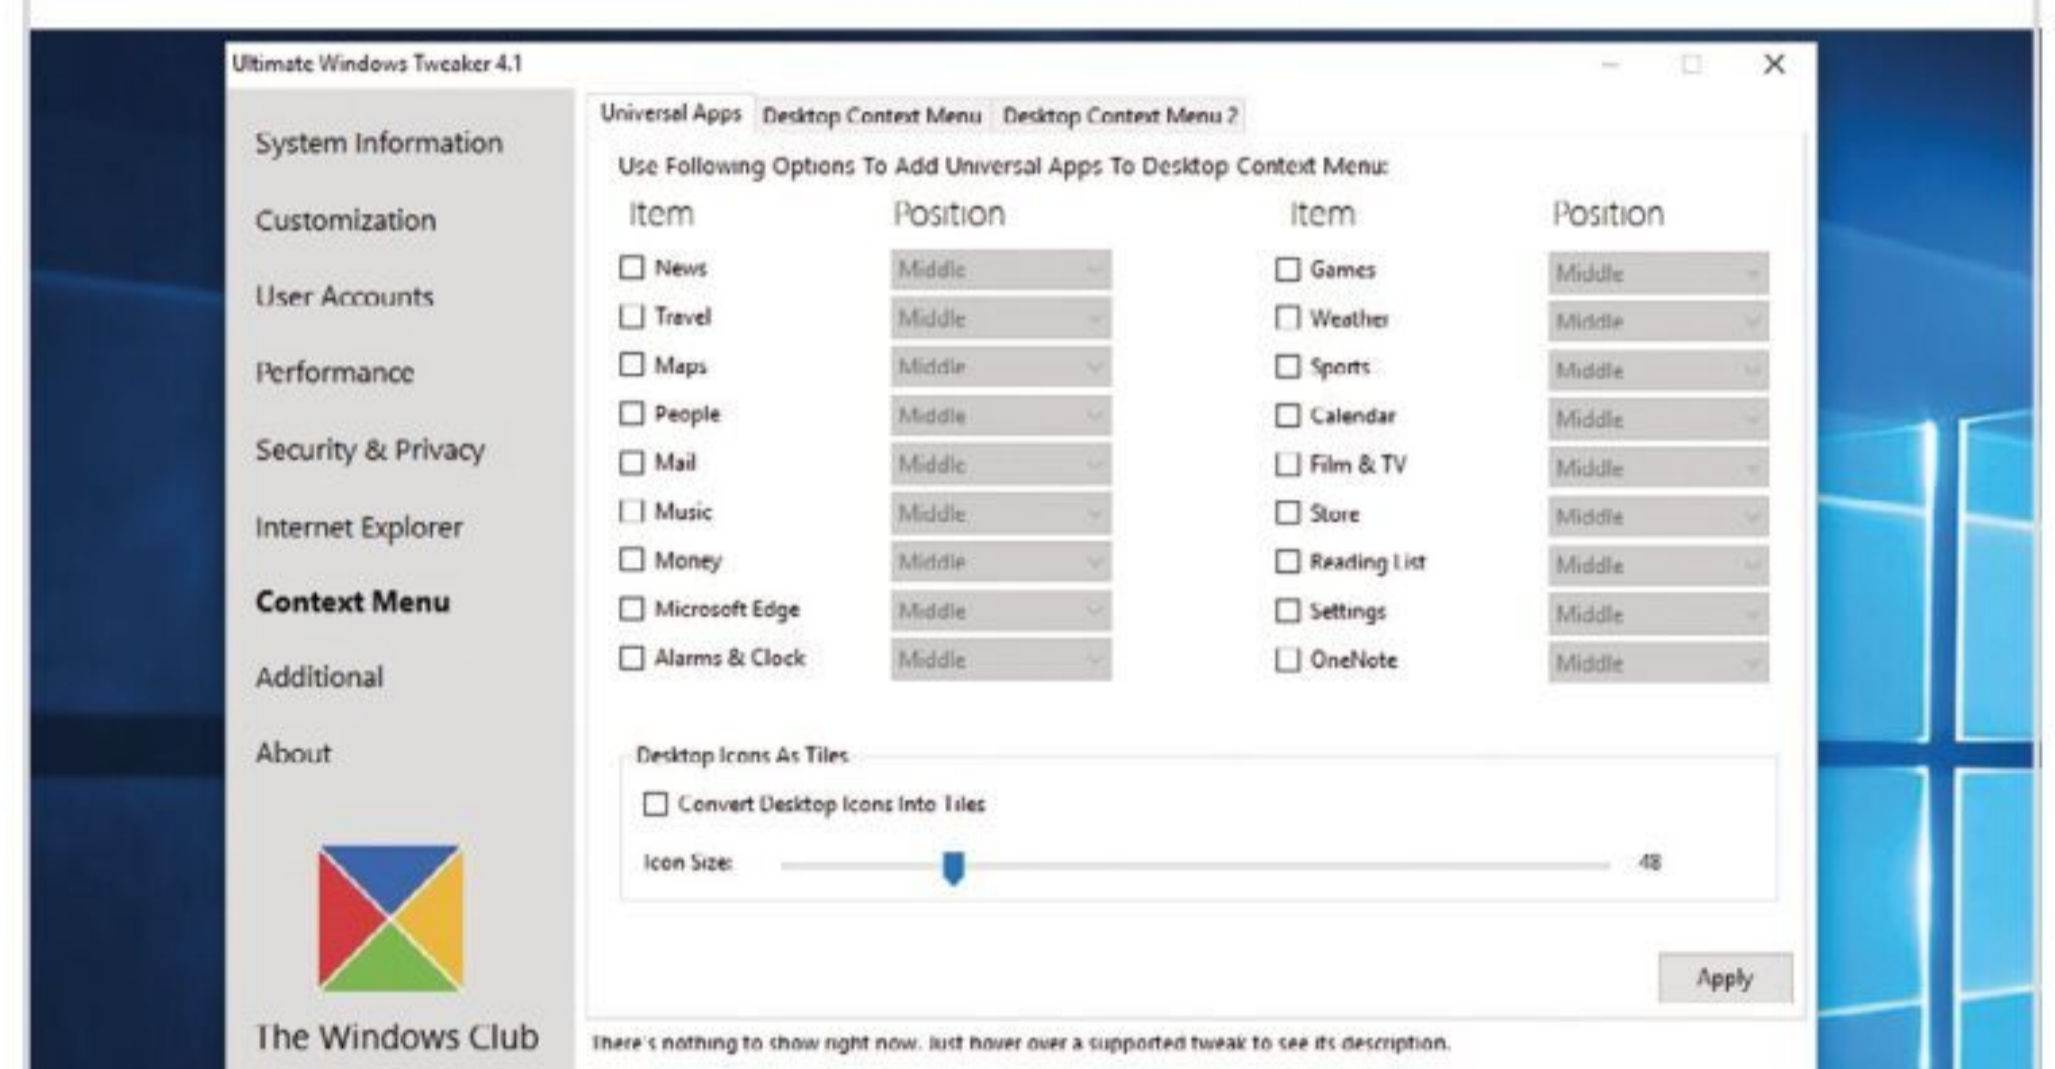 Ultimate Windows Tweaker 4.1
System Information
Customization
User Accounts
Performance
Security & Privacy
Internet Explorer
Context Menu
Additional
About
The Windows Club
Universal Apps Desktop Context Menu Desktop Context Menu 2
Use Following Options To Add Universal Apps To Desktop Context Menu:
Item Position Item Position
News Middle Games Middle
Travel Middle Weather Middle
Maps Middle Sports Middle
People Middle Calendar Middle
Mail Middle Film & TV Middle
Music Middle Store Middle
Money Middle Reading List Middle
Microsoft Edge Middle Settings Middle
Alarms & Clock Middle OneNote Middle
Desktop Icons As Tiles
Convert Desktop Icons Into Tiles
Icon Size: 48
Apply
There's nothing to show right now. Just hover over a supported tweak to see its description.